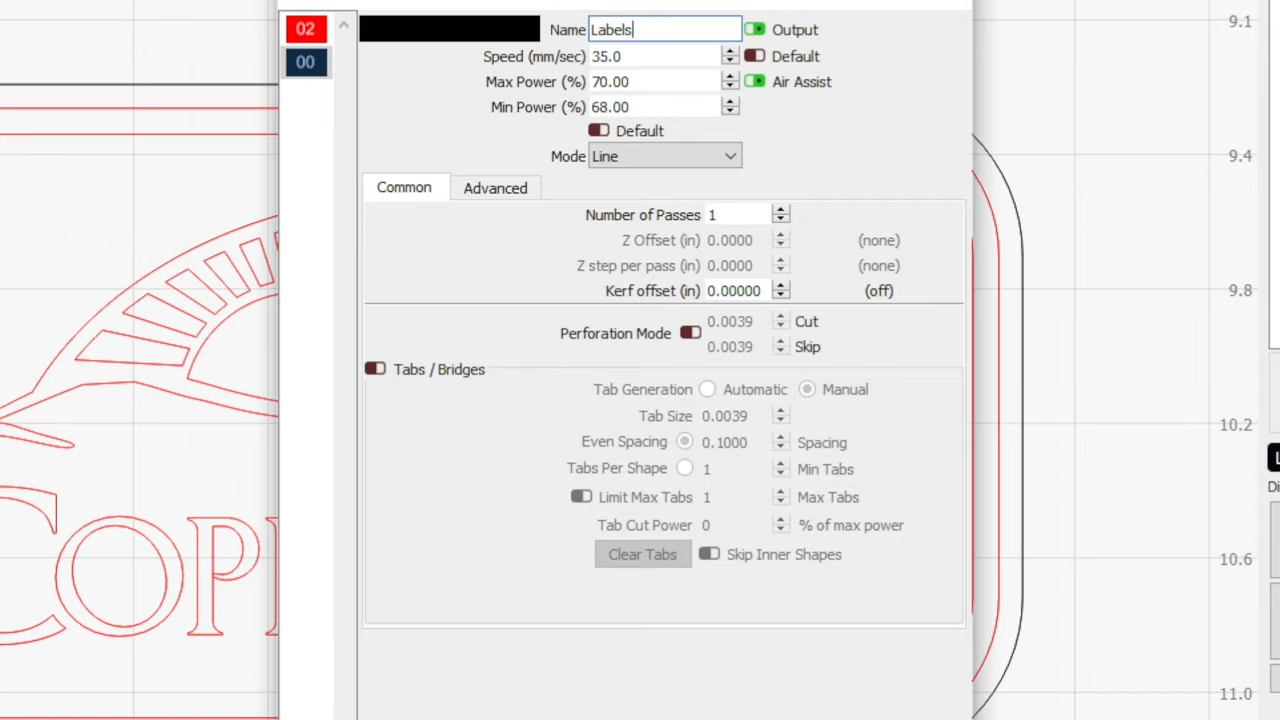 02
00
Name Labels Output
Speed (mm/sec) 35.0 Default
Max Power (%) 70.00 Air Assist
Min Power (%) 68.00
Default
Mode Line
Common Advanced
Number of Passes 1
Z Offset (in) 0.0000 (none)
Z step per pass (in) 0.0000 (none)
Kerf offset (in) 0.00000 (off)
Perforation Mode 0.0039 Cut
0.0039 Skip
Tabs / Bridges
Tab Generation Automatic Manual
Tab Size 0.0039
Even Spacing 0.1000 Spacing
Tabs Per Shape 1 Min Tabs
Limit Max Tabs 1 Max Tabs
Tab Cut Power 0 % of max power
Clear Tabs Skip Inner Shapes
COP
9.1
9.4
9.8
10.2
10.6
11.0